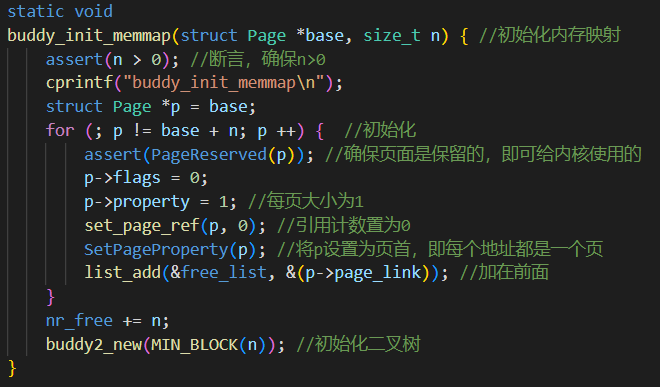 static void
buddy_init_memmap(struct Page *base, size_t n) { //初始化内存映射
    assert(n > 0); //断言，确保n>0
    cprintf("buddy_init_memmap\n");
    struct Page *p = base;
    for (; p != base + n; p ++) {  //初始化
        assert(PageReserved(p)); //确保页面是保留的，即可给内核使用的
        p->flags = 0;
        p->property = 1; //每页大小为1
        set_page_ref(p, 0); //引用计数置为0
        SetPageProperty(p); //将p设置为页首，即每个地址都是一个页
        list_add(&free_list, &(p->page_link)); //加在前面
    }
    nr_free += n;
    buddy2_new(MIN_BLOCK(n)); //初始化二叉树
}